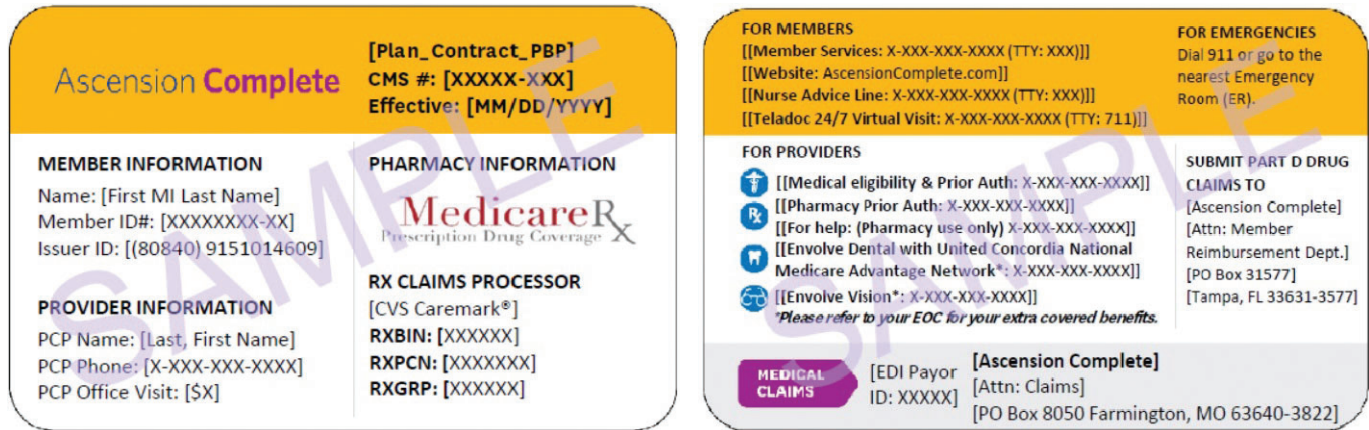 Ascension Complete
[Plan_Contract_PBP]
CMS #: [XXXXX-XXX]
Effective: [MM/DD/YYYY]
MEMBER INFORMATION
Name: [First MI Last Name]
Member ID#: [XXXXXXXX-XX]
Issuer ID: [(80840) 9151014609]
PROVIDER INFORMATION
PCP Name: [Last, First Name]
PCP Phone: [X-XXX-XXX-XXXX]
PCP Office Visit: [$X]
PHARMACY INFORMATION
MedicareRx
Prescription Drug Coverage
RX CLAIMS PROCESSOR
[CVS Caremark®]
RXBIN: [XXXXXX]
RXPCN: [XXXXXXX]
RXGRP: [XXXXXX]
SAMPLE
FOR MEMBERS
[[Member Services: X-XXX-XXX-XXXX (TTY: XXX)]]
[[Website: AscensionComplete.com]]
[[Nurse Advice Line: X-XXX-XXX-XXXX (TTY: XXX)]]
[[Teladoc 24/7 Virtual Visit: X-XXX-XXX-XXXX (TTY: 711)]]
FOR EMERGENCIES
Dial 911 or go to the
nearest Emergency
Room (ER).
FOR PROVIDERS
[[Medical eligibility & Prior Auth: X-XXX-XXX-XXXX]]
Rx
[[Pharmacy Prior Auth: X-XXX-XXX-XXXX]]
[[For help: (Pharmacy use only) X-XXX-XXX-XXXX]]
[[Envolve Dental with United Concordia National
Medicare Advantage Network*: X-XXX-XXX-XXXX]]
[[Envolve Vision*: X-XXX-XXX-XXXX]]
*Please refer to your EOC for your extra covered benefits.
SUBMIT PART D DRUG
CLAIMS TO
[Ascension Complete]
[Attn: Member
Reimbursement Dept.]
[PO Box 31577]
[Tampa, FL 33631-3577]
MEDICAL
CLAIMS
[EDI Payor
ID: XXXXX]
[Ascension Complete]
[Attn: Claims]
[PO Box 8050 Farmington, MO 63640-3822]
SAMPLE